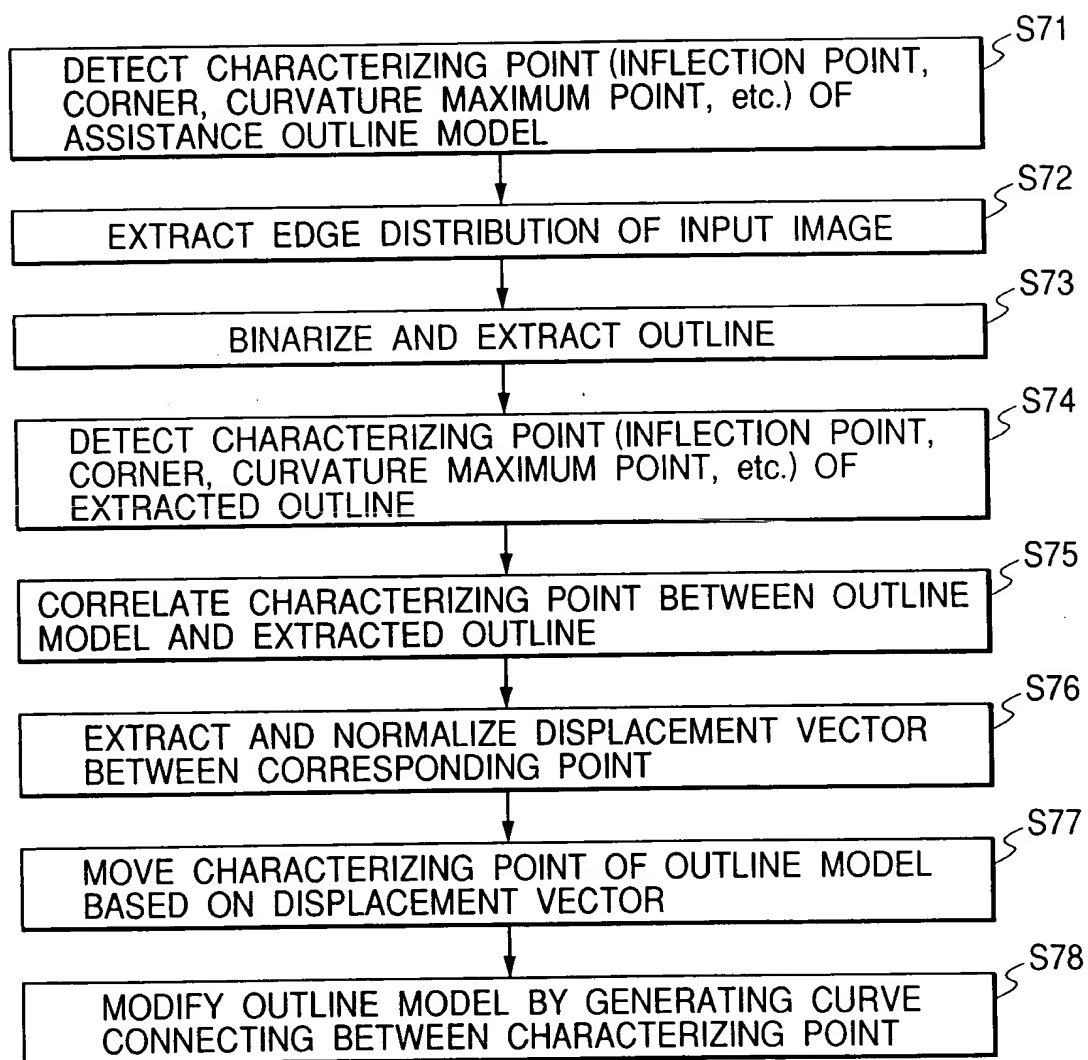 S71
DETECT CHARACTERIZING POINT (INFLECTION POINT,
CORNER, CURVATURE MAXIMUM POINT, etc.) OF
ASSISTANCE OUTLINE MODEL
S72
EXTRACT EDGE DISTRIBUTION OF INPUT IMAGE
S73
BINARIZE AND EXTRACT OUTLINE
S74
DETECT CHARACTERIZING POINT (INFLECTION POINT,
CORNER, CURVATURE MAXIMUM POINT, etc.) OF
EXTRACTED OUTLINE
S75
CORRELATE CHARACTERIZING POINT BETWEEN OUTLINE
MODEL AND EXTRACTED OUTLINE
S76
EXTRACT AND NORMALIZE DISPLACEMENT VECTOR
BETWEEN CORRESPONDING POINT
S77
MOVE CHARACTERIZING POINT OF OUTLINE MODEL
BASED ON DISPLACEMENT VECTOR
S78
MODIFY OUTLINE MODEL BY GENERATING CURVE
CONNECTING BETWEEN CHARACTERIZING POINT